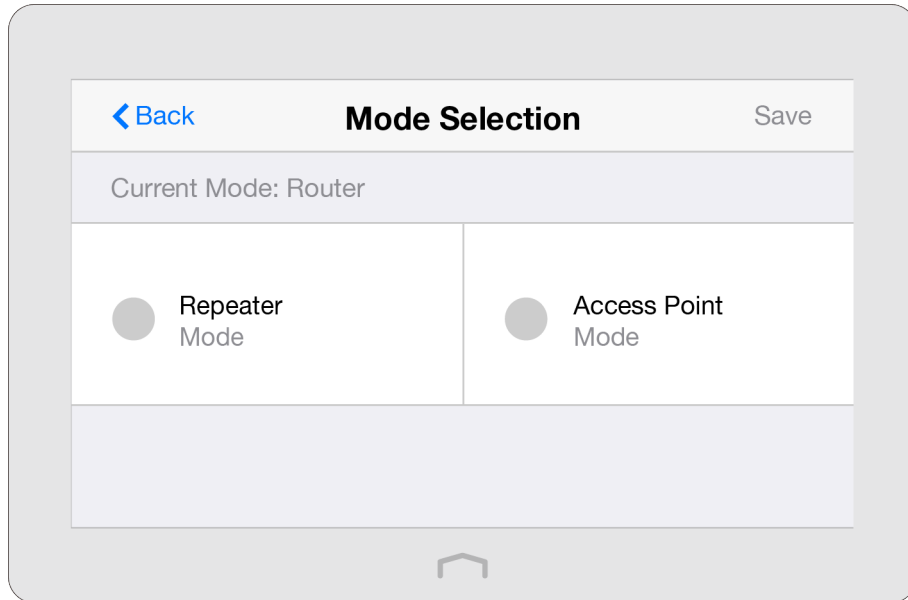 Back
Mode Selection
Save
Current Mode: Router
Repeater
Mode
Access Point
Mode